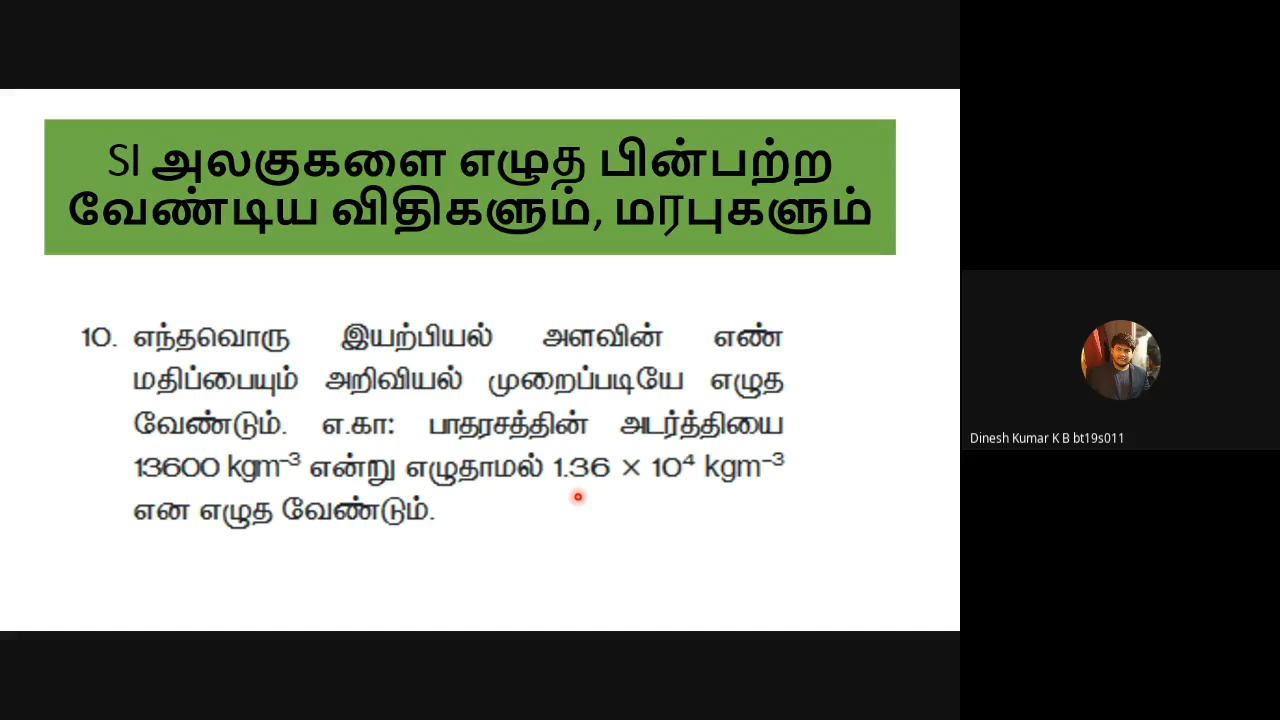 SI அலகுகளை எழுத பின்பற்ற
வேண்டிய விதிகளும், மரபுகளும்
10. எந்தவொரு இயற்பியல் அளவின் எண்
மதிப்பையும் அறிவியல் முறைப்படியே எழுத
வேண்டும். எ.கா: பாதரசத்தின் அடர்த்தியை
13600 kgm⁻³ என்று எழுதாமல் 1.36 × 10⁴ kgm⁻³
என எழுத வேண்டும்.
Dinesh Kumar K B bt19s011